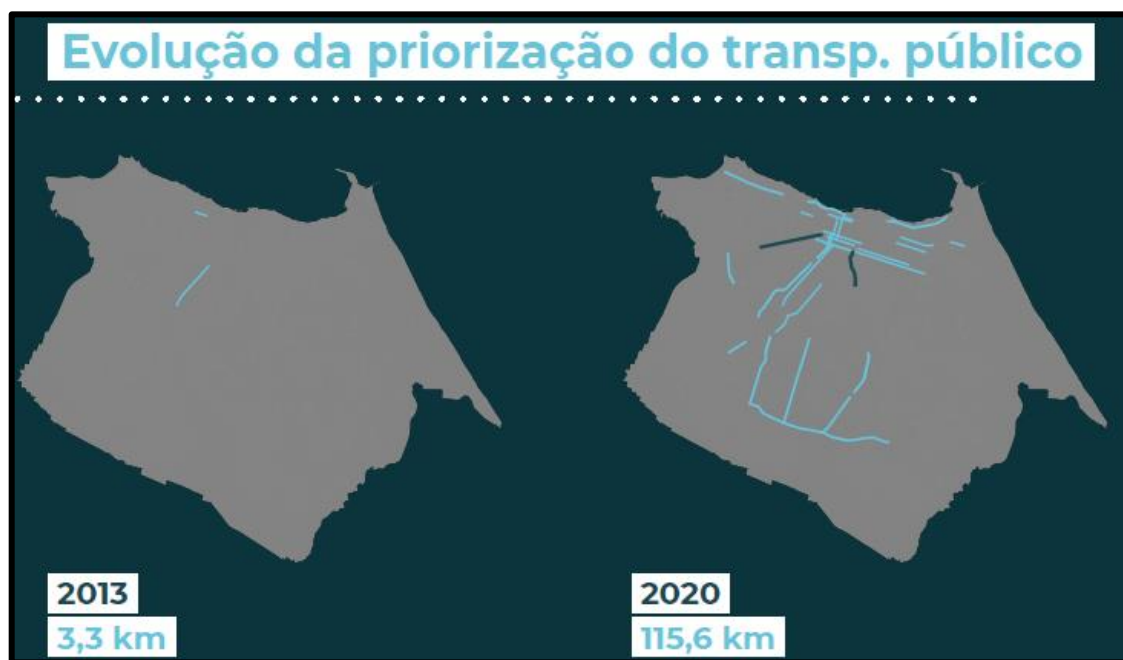 Evolução da priorização do transp. público
2013
3,3 km
2020
115,6 km